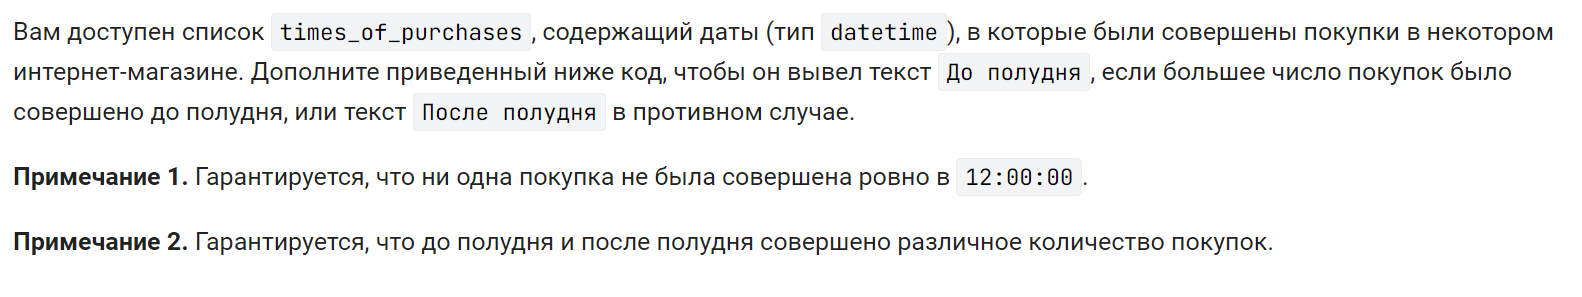 Вам доступен список times_of_purchases, содержащий даты (тип datetime), в которые были совершены покупки в некотором
интернет-магазине. Дополните приведенный ниже код, чтобы он вывел текст До полудня, если большее число покупок было
совершено до полудня, или текст После полудня в противном случае.
Примечание 1. Гарантируется, что ни одна покупка не была совершена ровно в 12:00:00.
Примечание 2. Гарантируется, что до полудня и после полудня совершено различное количество покупок.